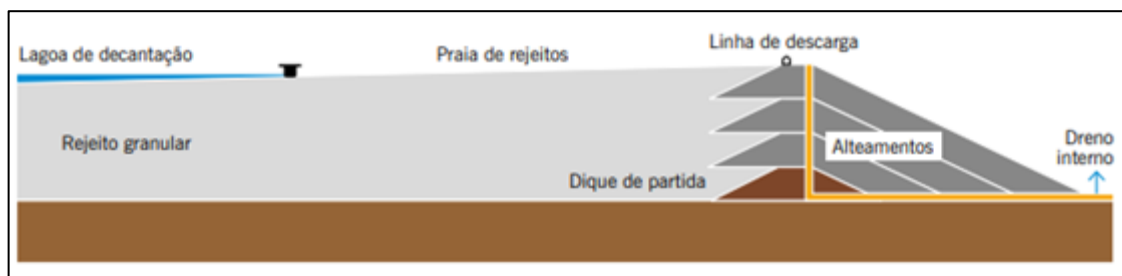 Lagoa de decantação
Praia de rejeitos
Linha de descarga
Rejeito granular
Alteamentos
Dreno
interno
Dique de partida